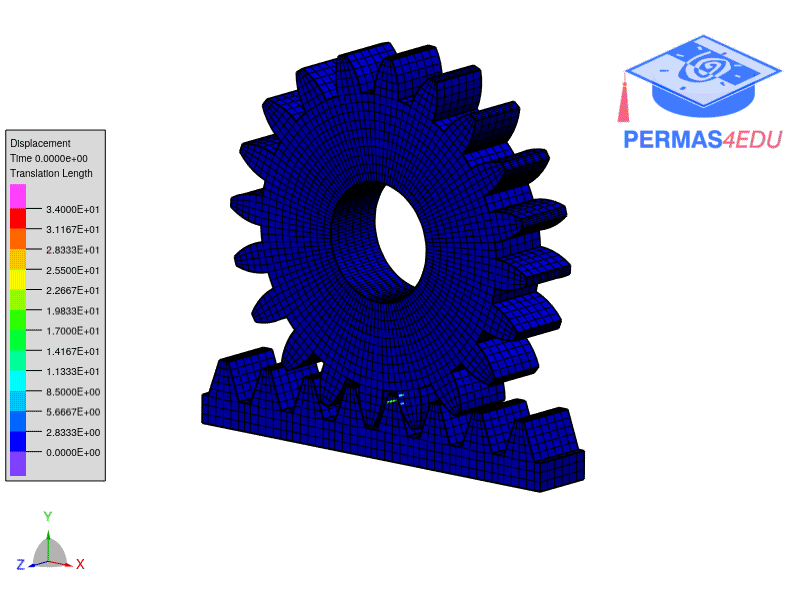 Displacement
Time 0.0000e+00
Translation Length
3.4000E+01
3.1167E+01
2.8333E+01
2.5500E+01
2.2667E+01
1.9833E+01
1.7000E+01
1.4167E+01
1.1333E+01
8.5000E+00
5.6667E+00
2.8333E+00
0.0000E+00
PERMAS4EDU
Y
Z
X